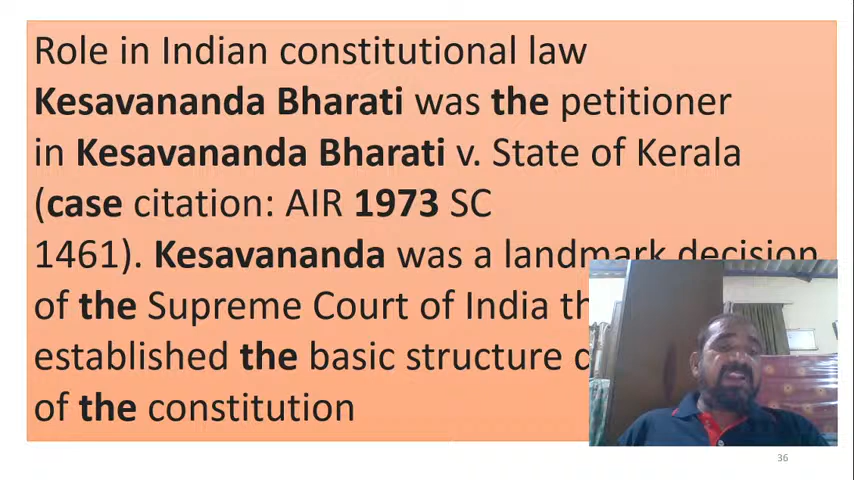 Role in Indian constitutional law
Kesavananda Bharati was the petitioner
in Kesavananda Bharati v. State of Kerala
(case citation: AIR 1973 SC
1461). Kesavananda was a landmark decision
of the Supreme Court of India
established the basic structure
of the constitution
36